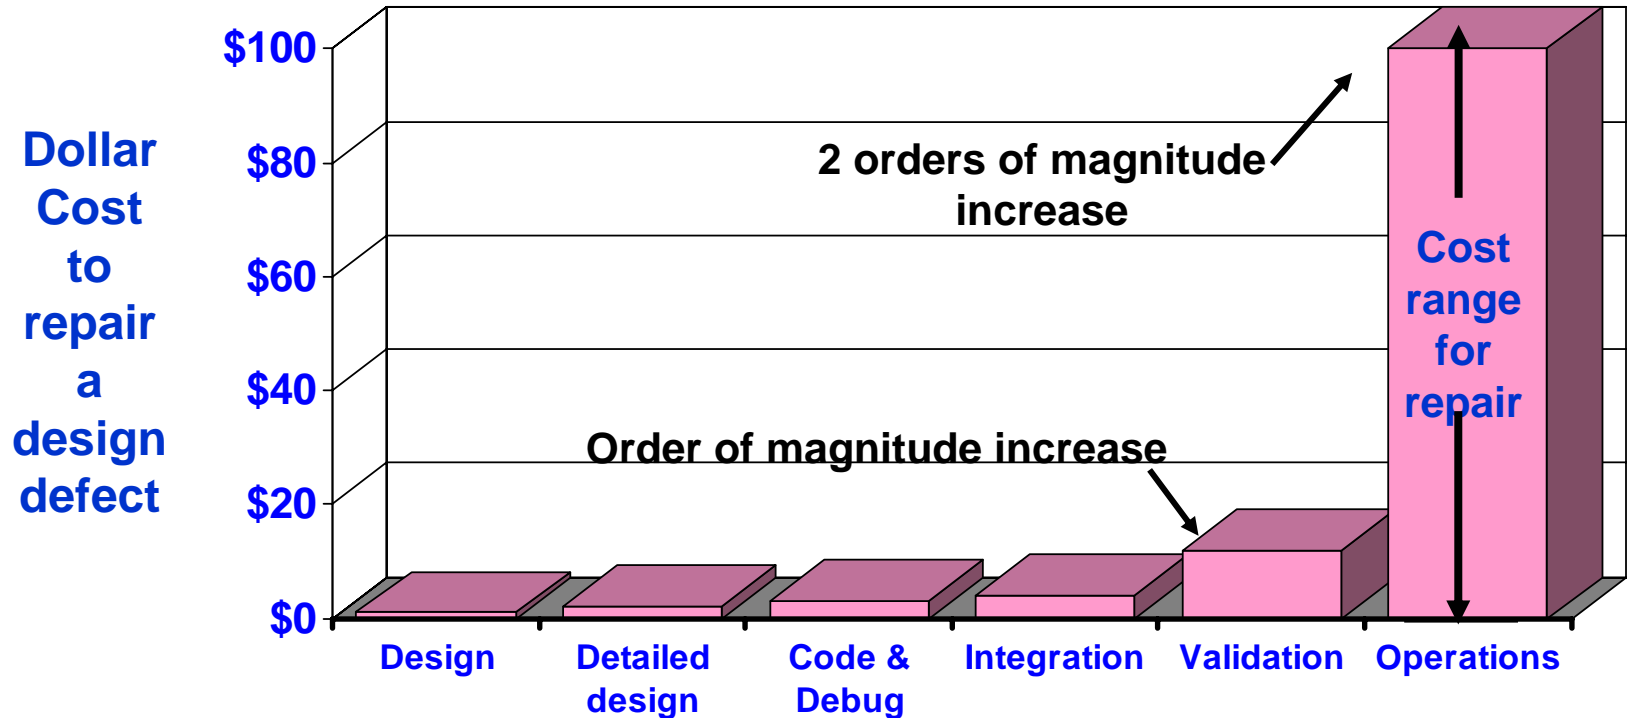 Dollar
Cost
to
repair
a
design
defect
$100
$80
$60
$40
$20
$0
2 orders of magnitude
increase
Order of magnitude increase
Cost
range
for
repair
Design
Detailed
design
Code &
Debug
Integration
Validation
Operations